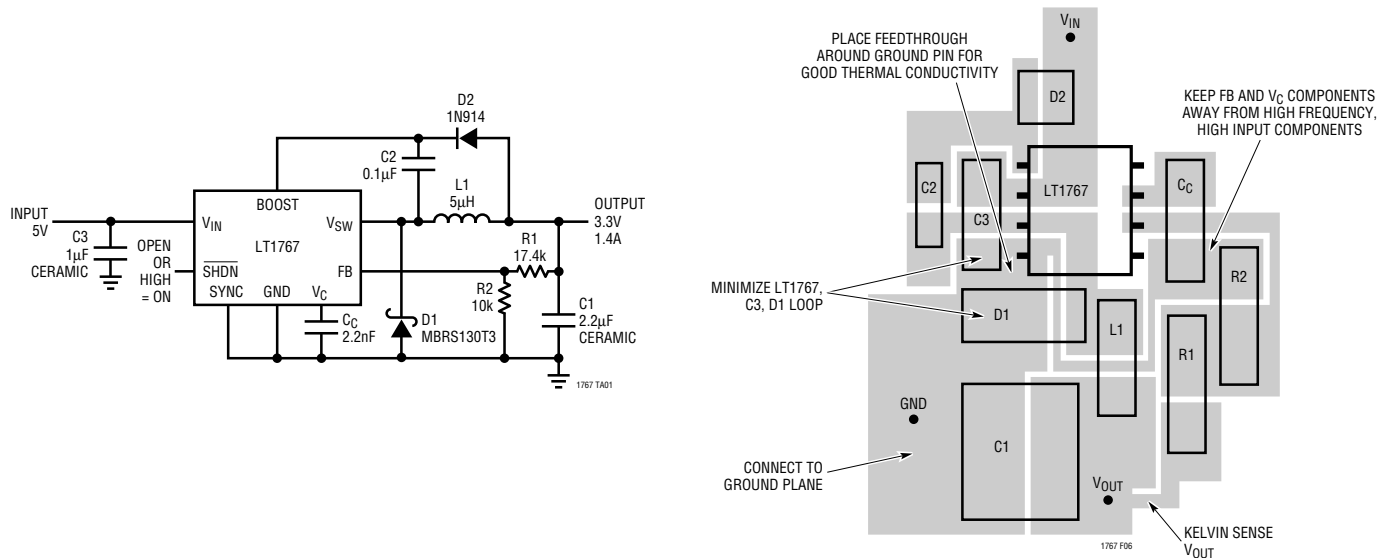 D2
1N914
C2
0.1µF
L1
5µH
INPUT
5V
C3
1µF
CERAMIC
OPEN
OR
HIGH
= ON
BOOST
VIN
VSW
LT1767
SHDN
FB
SYNC
GND
VC
CC
2.2nF
D1
MBRS130T3
R1
17.4k
R2
10k
OUTPUT
3.3V
1.4A
C1
2.2µF
CERAMIC
1767 TA01
PLACE FEEDTHROUGH
AROUND GROUND PIN FOR
GOOD THERMAL CONDUCTIVITY
VIN
D2
KEEP FB AND VC COMPONENTS
AWAY FROM HIGH FREQUENCY,
HIGH INPUT COMPONENTS
C2
C3
LT1767
CC
R2
MINIMIZE LT1767,
C3, D1 LOOP
D1
L1
R1
GND
C1
CONNECT TO
GROUND PLANE
VOUT
KELVIN SENSE
VOUT
1767 F06